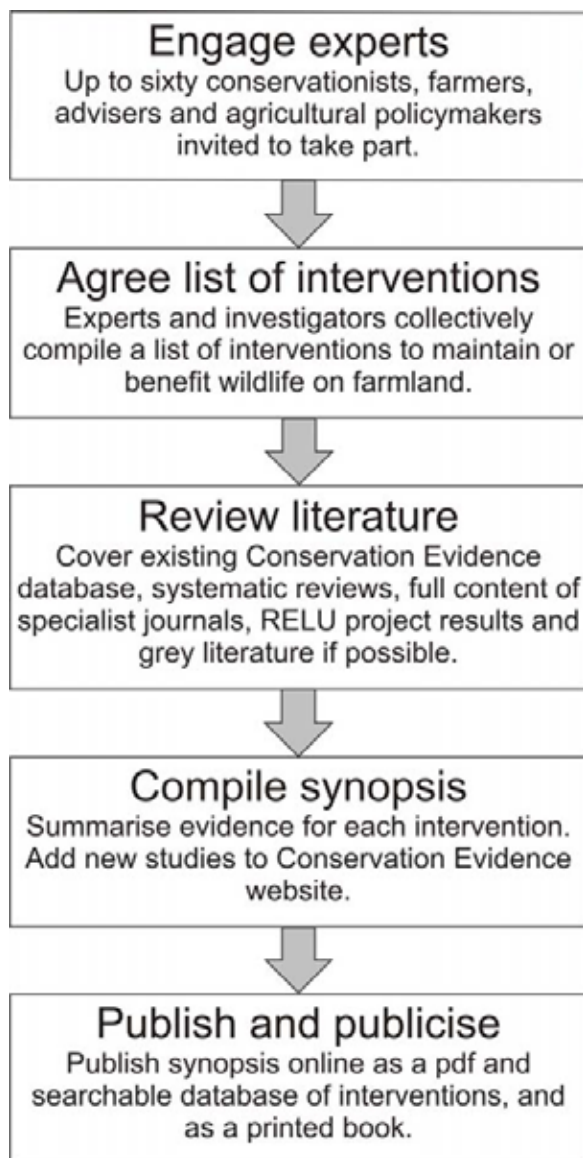 Engage experts
Up to sixty conservationists, farmers,
advisers and agricultural policymakers
invited to take part.
Agree list of interventions
Experts and investigators collectively
compile a list of interventions to maintain or
benefit wildlife on farmland.
Review literature
Cover existing Conservation Evidence
database, systematic reviews, full content of
specialist journals, RELU project results and
grey literature if possible.
Compile synopsis
Summarise evidence for each intervention.
Add new studies to Conservation Evidence
website.
Publish and publicise
Publish synopsis online as a pdf and
searchable database of interventions, and
as a printed book.